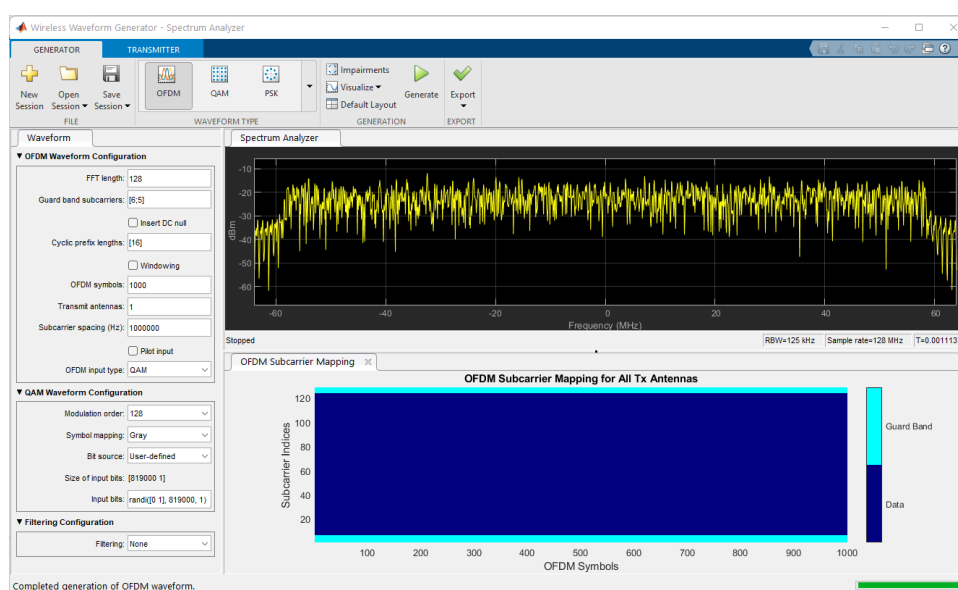 Wireless Waveform Generator - Spectrum Analyzer
GENERATOR TRANSMITTER
New Session
Open Session
Save Session
FILE
OFDM
QAM
PSK
WAVEFORM TYPE
Impairments
Visualize
Default Layout
Generate
GENERATION
Export
EXPORT
Waveform
OFDM Waveform Configuration
FFT length: 128
Guard band subcarriers: [6;5]
Insert DC null
Cyclic prefix lengths: [16]
Windowing
OFDM symbols: 1000
Transmit antennas: 1
Subcarrier spacing (Hz): 1000000
Pilot input
OFDM input type: QAM
QAM Waveform Configuration
Modulation order: 128
Symbol mapping: Gray
Bit source: User-defined
Size of input bits: [819000 1]
Input bits: randi([0 1], 819000, 1)
Filtering Configuration
Filtering: None
Spectrum Analyzer
-10
-20
-30
-40
-50
-60
dBm
-60 -40 -20 0 20 40 60
Frequency (MHz)
Stopped
RBW=125 kHz Sample rate=128 MHz T=0.001113
OFDM Subcarrier Mapping
OFDM Subcarrier Mapping for All Tx Antennas
120
100
80
60
40
20
Subcarrier Indices
100 200 300 400 500 600 700 800 900 1000
OFDM Symbols
Guard Band
Data
Completed generation of OFDM waveform.